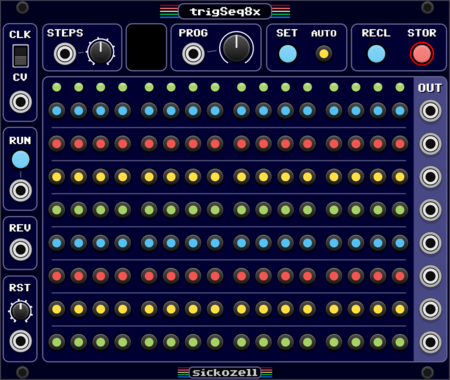 trigSeq8x
CLK
STEPS
PROG
SET
AUTO
RECL
STOR
CV
OUT
RUN
REV
RST
sickozell